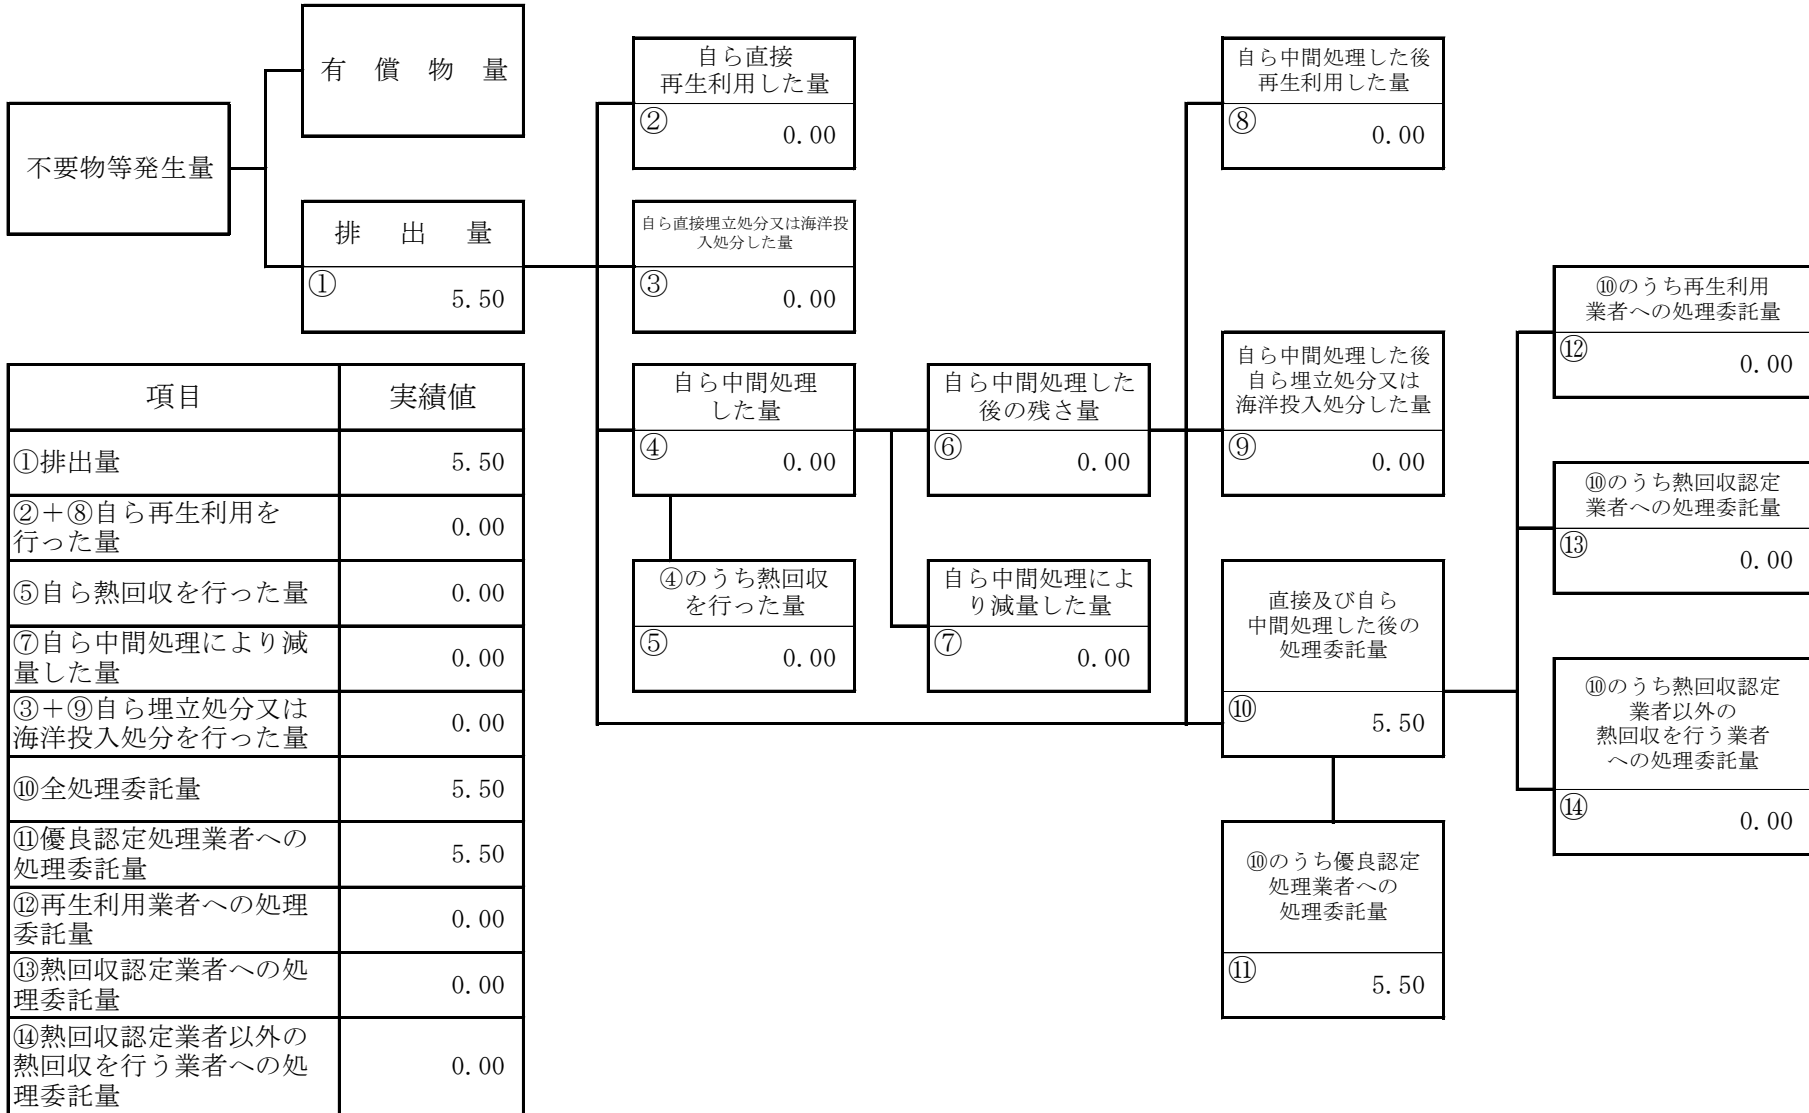 不要物等発生量
有 償 物 量
排 出 量
① 5.50
自ら直接
再生利用した量
② 0.00
自ら直接埋立処分又は海洋投
入処分した量
③ 0.00
自ら中間処理
した量
④ 0.00
④のうち熱回収
を行った量
⑤ 0.00
自ら中間処理した
後の残さ量
⑥ 0.00
自ら中間処理によ
り減量した量
⑦ 0.00
自ら中間処理した後
再生利用した量
⑧ 0.00
自ら中間処理した後
自ら埋立処分又は
海洋投入処分した量
⑨ 0.00
直接及び自ら
中間処理した後の
処理委託量
⑩ 5.50
⑩のうち優良認定
処理業者への
処理委託量
⑪ 5.50
⑩のうち再生利用
業者への処理委託量
⑫ 0.00
⑩のうち熱回収認定
業者への処理委託量
⑬ 0.00
⑩のうち熱回収認定
業者以外の
熱回収を行う業者
への処理委託量
⑭ 0.00
項目 実績値
①排出量 5.50
②＋⑧自ら再生利用を
行った量 0.00
⑤自ら熱回収を行った量 0.00
⑦自ら中間処理により減
量した量 0.00
③＋⑨自ら埋立処分又は
海洋投入処分を行った量 0.00
⑩全処理委託量 5.50
⑪優良認定処理業者への
処理委託量 5.50
⑫再生利用業者への処理
委託量 0.00
⑬熱回収認定業者への処
理委託量 0.00
⑭熱回収認定業者以外の
熱回収を行う業者への処
理委託量 0.00